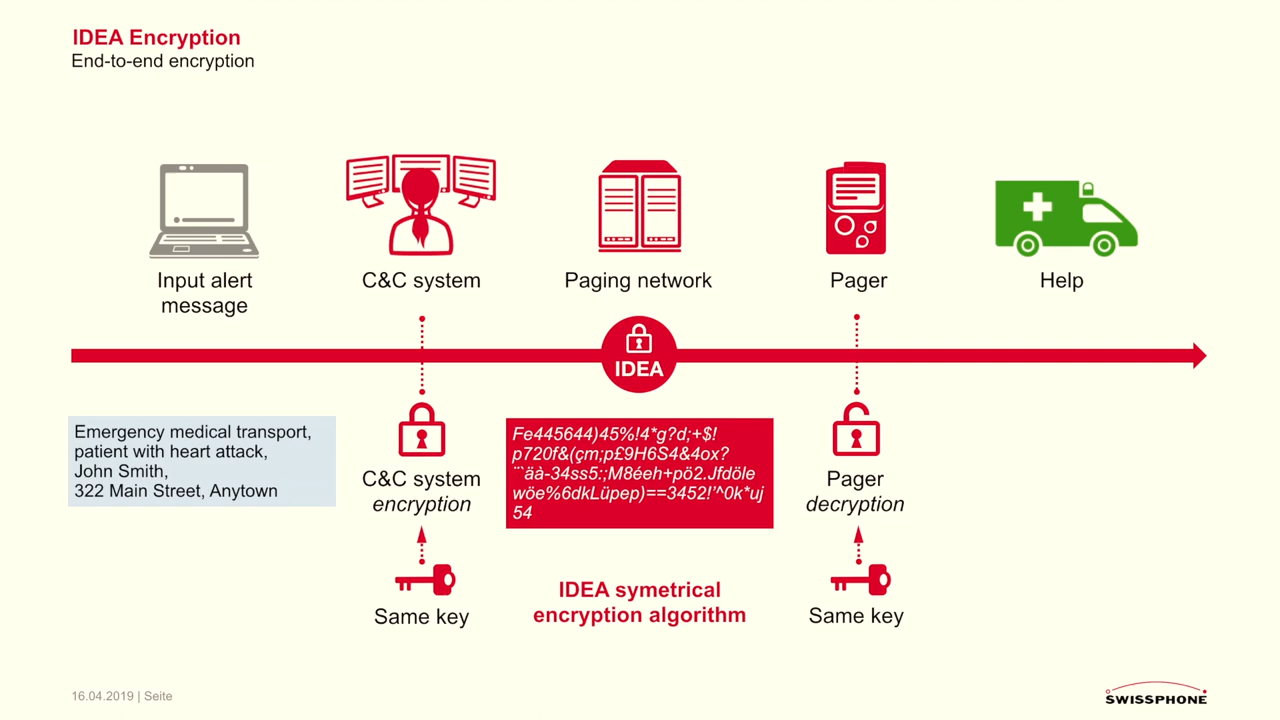 IDEA Encryption
End-to-end encryption
Input alert
message
C&C system
Paging network
Pager
Help
IDEA
Emergency medical transport,
patient with heart attack,
John Smith,
322 Main Street, Anytown
C&C system
encryption
Fe445644)45%!4*g?d;+$!
p720f&(çm;p£9H6S4&4ox?
¨`äà-34ss5:;M8éeh+pö2.Jfdöle
wöe%6dkLüpep)==3452!'^0k*uj
54
Pager
decryption
Same key
IDEA symetrical
encryption algorithm
Same key
16.04.2019 | Seite
SWISSPHONE